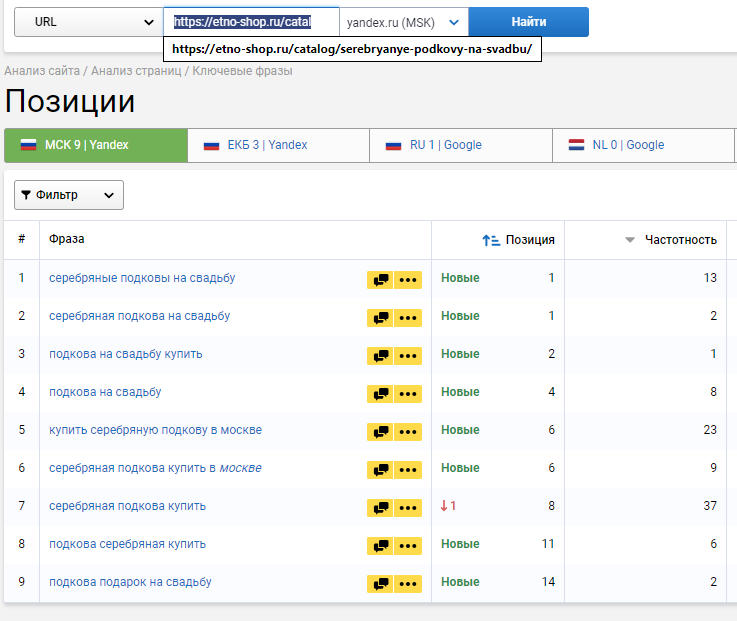 URL https://etno-shop.ru/catal yandex.ru (MSK) Найти
https://etno-shop.ru/catalog/serebryanye-podkovy-na-svadbu/
Анализ сайта / Анализ страниц / Ключевые фразы
Позиции
МСК 9 | Yandex ЕКБ 3 | Yandex RU 1 | Google NL 0 | Google
Фильтр
# Фраза Позиция Частотность
1 серебряные подковы на свадьбу Новые 1 13
2 серебряная подкова на свадьбу Новые 1 2
3 подкова на свадьбу купить Новые 2 1
4 подкова на свадьбу Новые 4 8
5 купить серебряную подкову в москве Новые 6 23
6 серебряная подкова купить в москве Новые 6 9
7 серебряная подкова купить ↓1 8 37
8 подкова серебряная купить Новые 11 6
9 подкова подарок на свадьбу Новые 14 2